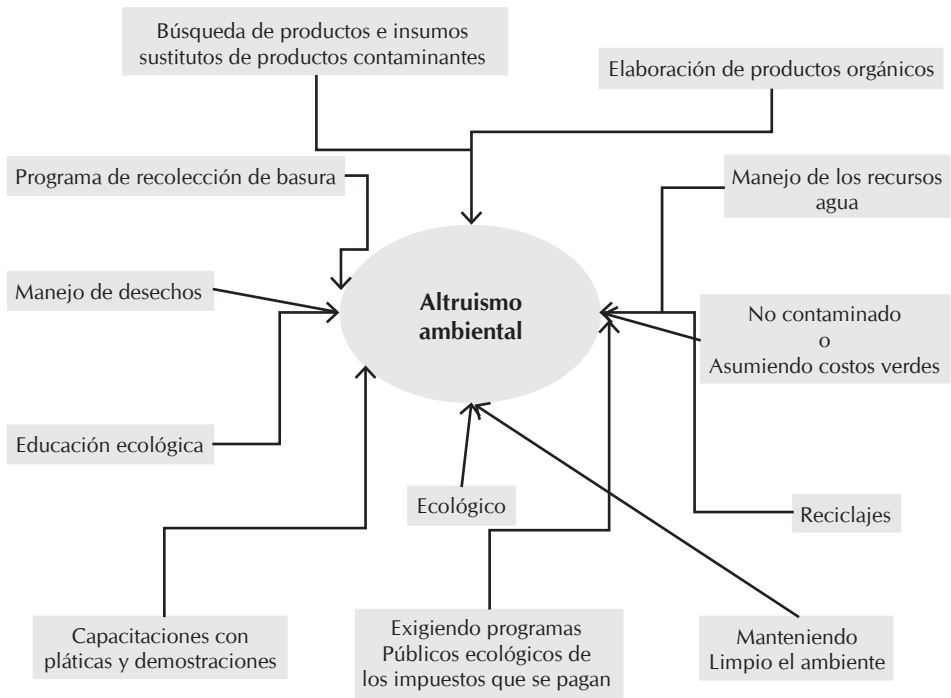 Búsqueda de productos e insumos
sustitutos de productos contaminantes
Elaboración de productos orgánicos
Programa de recolección de basura
Manejo de los recursos
agua
Manejo de desechos
Altruismo
ambiental
No contaminado
o
Asumiendo costos verdes
Educación ecológica
Ecológico
Reciclajes
Capacitaciones con
pláticas y demostraciones
Exigiendo programas
Públicos ecológicos de
los impuestos que se pagan
Manteniendo
Limpio el ambiente